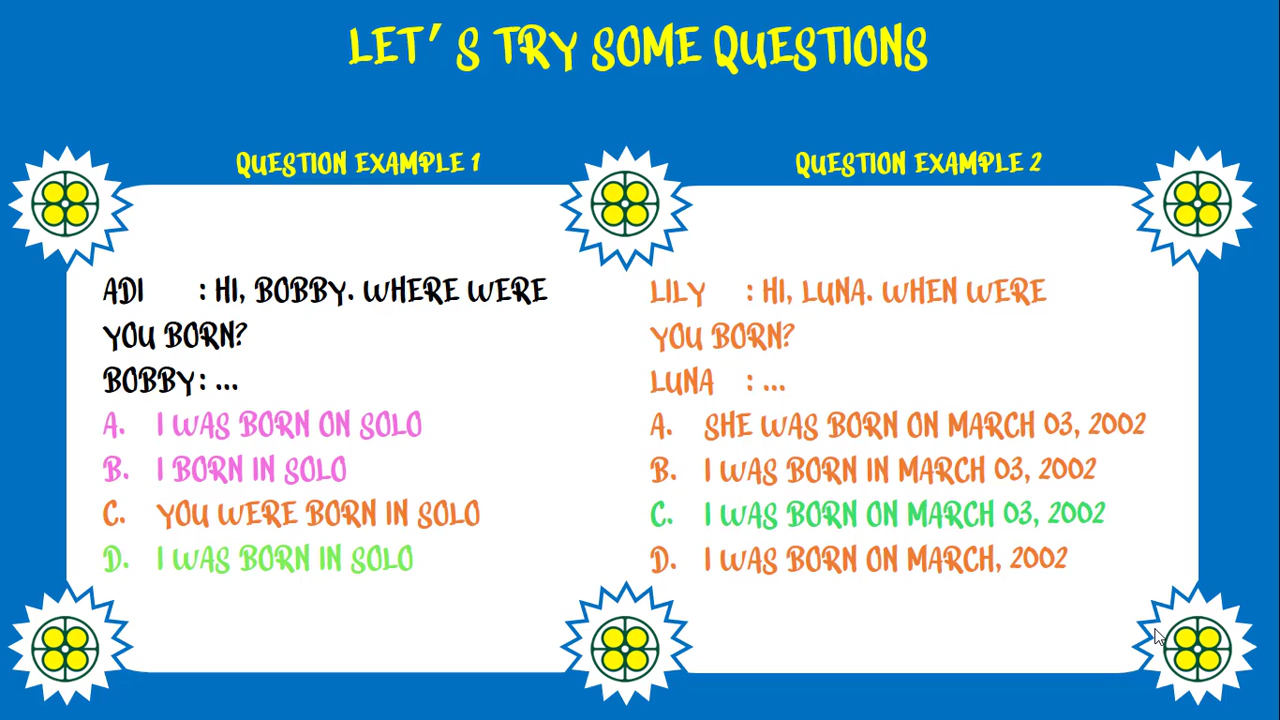 LET'S TRY SOME QUESTIONS
QUESTION EXAMPLE 1
ADI : HI, BOBBY. WHERE WERE
YOU BORN?
BOBBY : ...
A. I WAS BORN ON SOLO
B. I BORN IN SOLO
C. YOU WERE BORN IN SOLO
D. I WAS BORN IN SOLO
QUESTION EXAMPLE 2
LILY : HI, LUNA. WHEN WERE
YOU BORN?
LUNA : ...
A. SHE WAS BORN ON MARCH 03, 2002
B. I WAS BORN IN MARCH 03, 2002
C. I WAS BORN ON MARCH 03, 2002
D. I WAS BORN ON MARCH, 2002